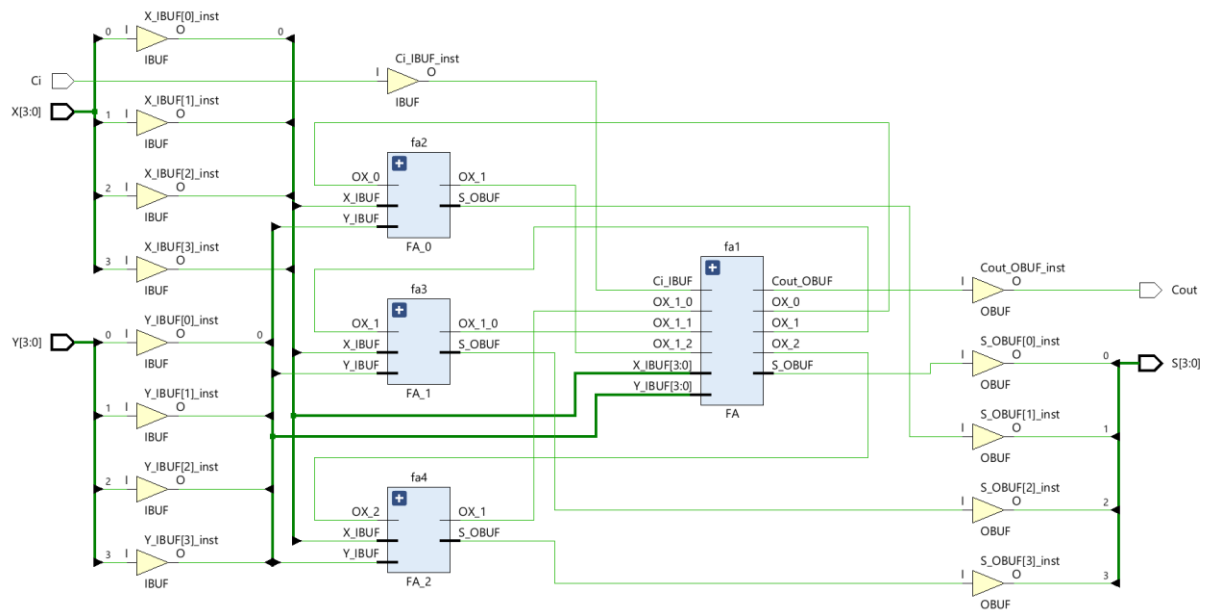 X_IBUF[0]_inst
0 I O 0
IBUF
Ci_IBUF_inst
Ci I O
IBUF
X[3:0]
X_IBUF[1]_inst
1 I O
IBUF
X_IBUF[2]_inst
2 I O
IBUF
X_IBUF[3]_inst
3 I O
IBUF
fa2
OX_0 OX_1
X_IBUF S_OBUF
Y_IBUF
FA_0
fa3
OX_1 OX_1_0
X_IBUF S_OBUF
Y_IBUF
FA_1
Y[3:0]
Y_IBUF[0]_inst
0 I O 0
IBUF
Y_IBUF[1]_inst
1 I O
IBUF
Y_IBUF[2]_inst
2 I O
IBUF
Y_IBUF[3]_inst
3 I O
IBUF
fa4
OX_2 OX_1
X_IBUF S_OBUF
Y_IBUF
FA_2
fa1
Ci_IBUF Cout_OBUF
OX_1_0 OX_0
OX_1_1 OX_1
OX_1_2 OX_2
X_IBUF[3:0] S_OBUF
Y_IBUF[3:0]
FA
Cout_OBUF_inst
I O Cout
OBUF
S_OBUF[0]_inst
I O 0 S[3:0]
OBUF
S_OBUF[1]_inst
I O 1
OBUF
S_OBUF[2]_inst
I O 2
OBUF
S_OBUF[3]_inst
I O 3
OBUF